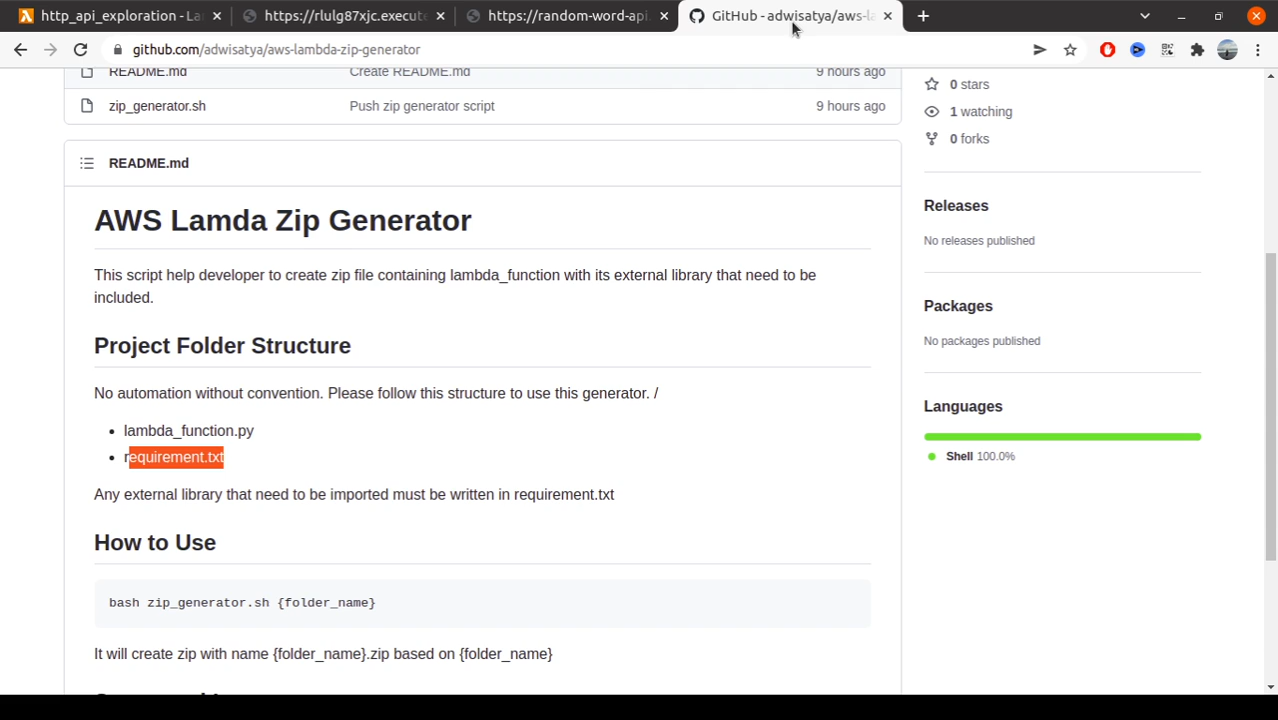 http_api_exploration - La
https://rlulg87xjc.execute
https://random-word-api.
GitHub - adwisatya/aws-la
github.com/adwisatya/aws-lambda-zip-generator
README.md Create README.md 9 hours ago
zip_generator.sh Push zip generator script 9 hours ago
README.md
AWS Lamda Zip Generator
This script help developer to create zip file containing lambda_function with its external library that need to be
included.
Project Folder Structure
No automation without convention. Please follow this structure to use this generator. /
lambda_function.py
requirement.txt
Any external library that need to be imported must be written in requirement.txt
How to Use
bash zip_generator.sh {folder_name}
It will create zip with name {folder_name}.zip based on {folder_name}
0 stars
1 watching
0 forks
Releases
No releases published
Packages
No packages published
Languages
Shell 100.0%